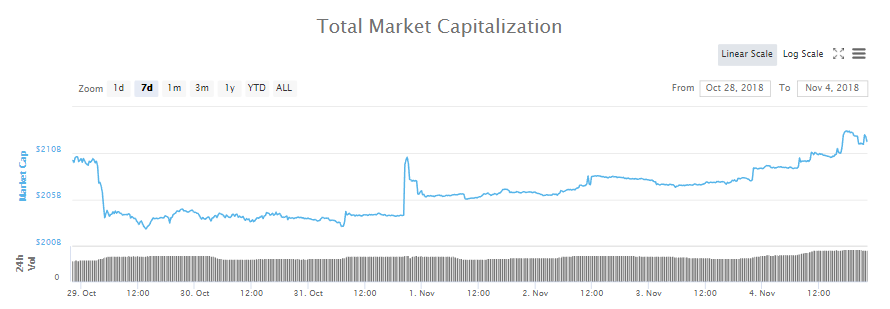 Total Market Capitalization
Linear Scale Log Scale
Zoom 1d 7d 1m 3m 1y YTD ALL From Oct 28, 2018 To Nov 4, 2018
Market Cap
$210B
$205B
$200B
24h Vol
0
29. Oct 12:00 30. Oct 12:00 31. Oct 12:00 1. Nov 12:00 2. Nov 12:00 3. Nov 12:00 4. Nov 12:00